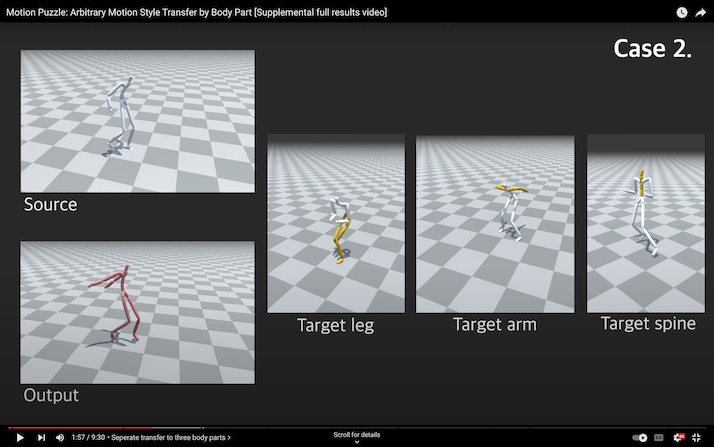 Motion Puzzle: Arbitrary Motion Style Transfer by Body Part [Supplemental full results video]
Case 2.
Source
Target leg
Target arm
Target spine
Output
1:57 / 9:30 • Seperate transfer to three body parts >
Scroll for details